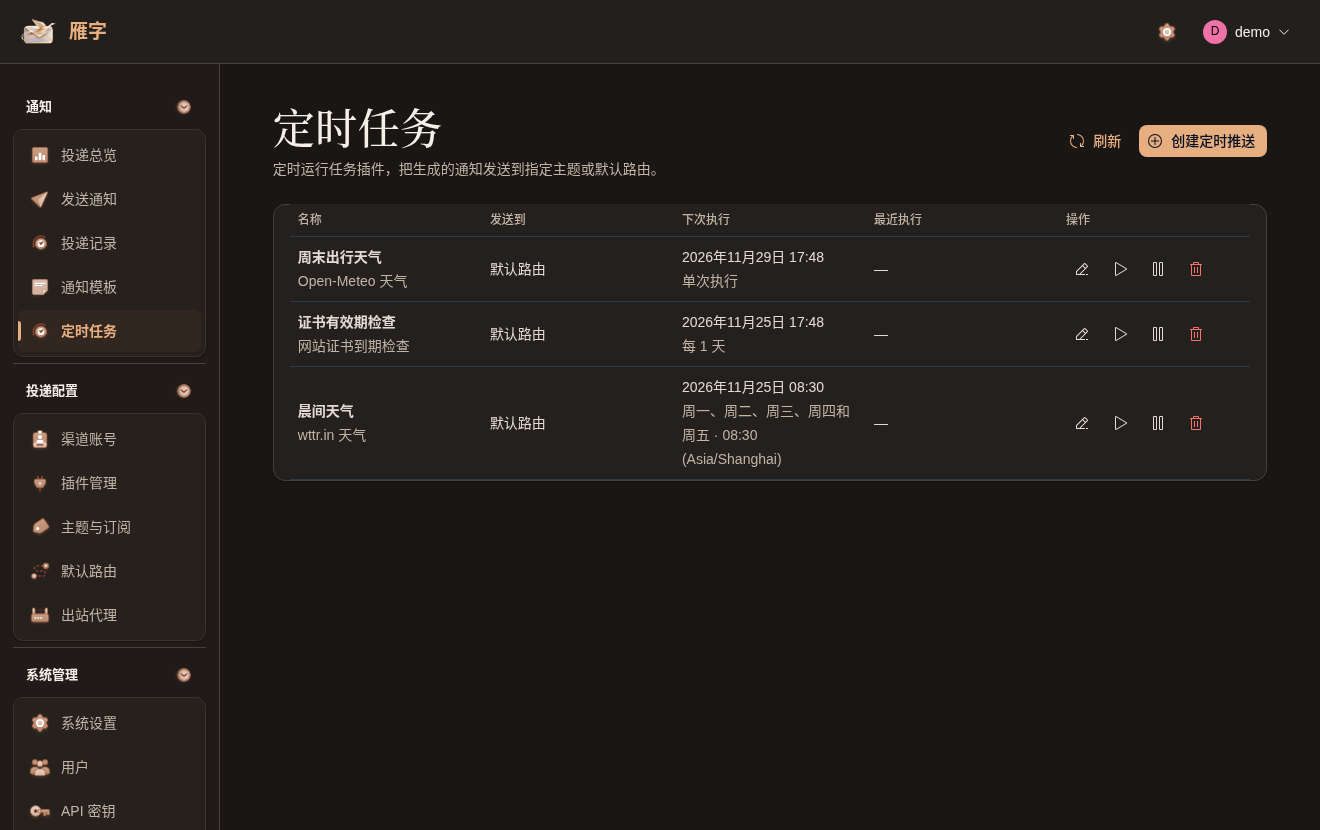 雁字
D demo
通知
投递总览
发送通知
投递记录
通知模板
定时任务
投递配置
渠道账号
插件管理
主题与订阅
默认路由
出站代理
系统管理
系统设置
用户
API 密钥
定时任务
定时运行任务插件，把生成的通知发送到指定主题或默认路由。
刷新
创建定时推送
名称 发送到 下次执行 最近执行 操作
周末出行天气
Open-Meteo 天气
默认路由
2026年11月29日 17:48
单次执行
—
证书有效期检查
网站证书到期检查
默认路由
2026年11月25日 17:48
每 1 天
—
晨间天气
wttr.in 天气
默认路由
2026年11月25日 08:30
周一、周二、周三、周四和
周五 · 08:30
(Asia/Shanghai)
—